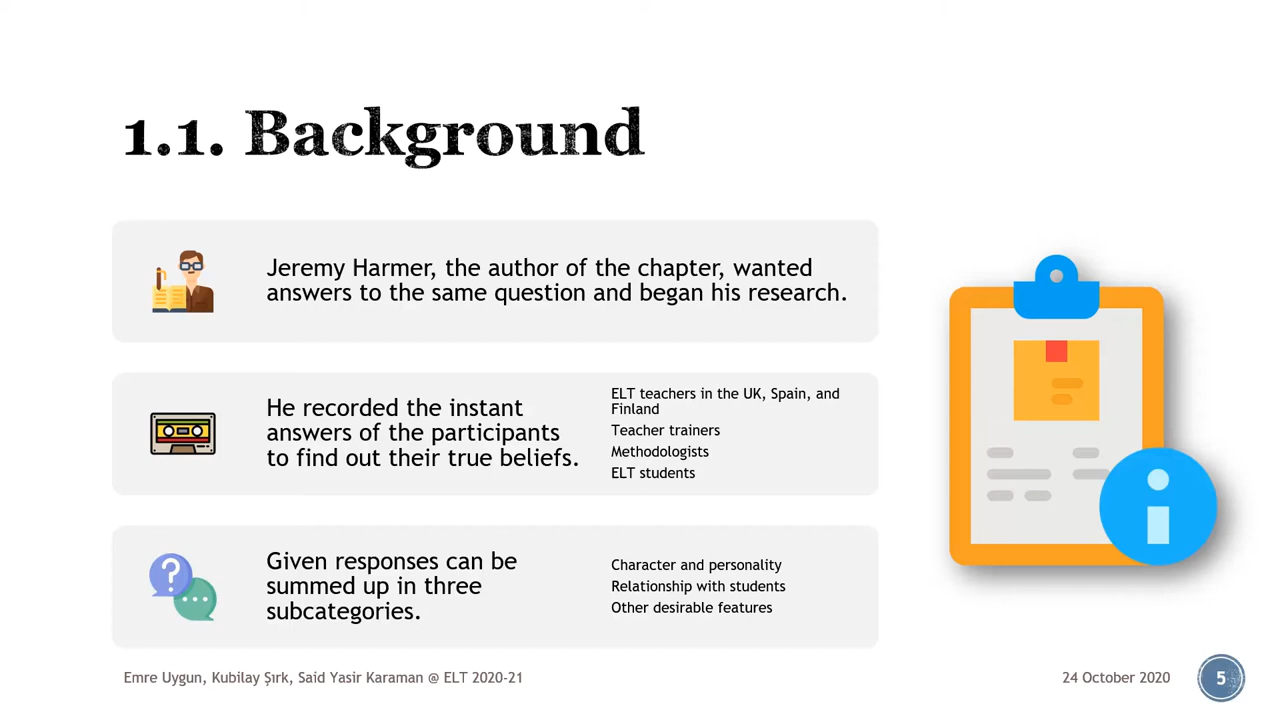 1.1. Background
Jeremy Harmer, the author of the chapter, wanted
answers to the same question and began his research.
He recorded the instant
answers of the participants
to find out their true beliefs.
ELT teachers in the UK, Spain, and
Finland
Teacher trainers
Methodologists
ELT students
Given responses can be
summed up in three
subcategories.
Character and personality
Relationship with students
Other desirable features
Emre Uygun, Kubilay Şırk, Said Yasir Karaman @ ELT 2020-21
24 October 2020
5